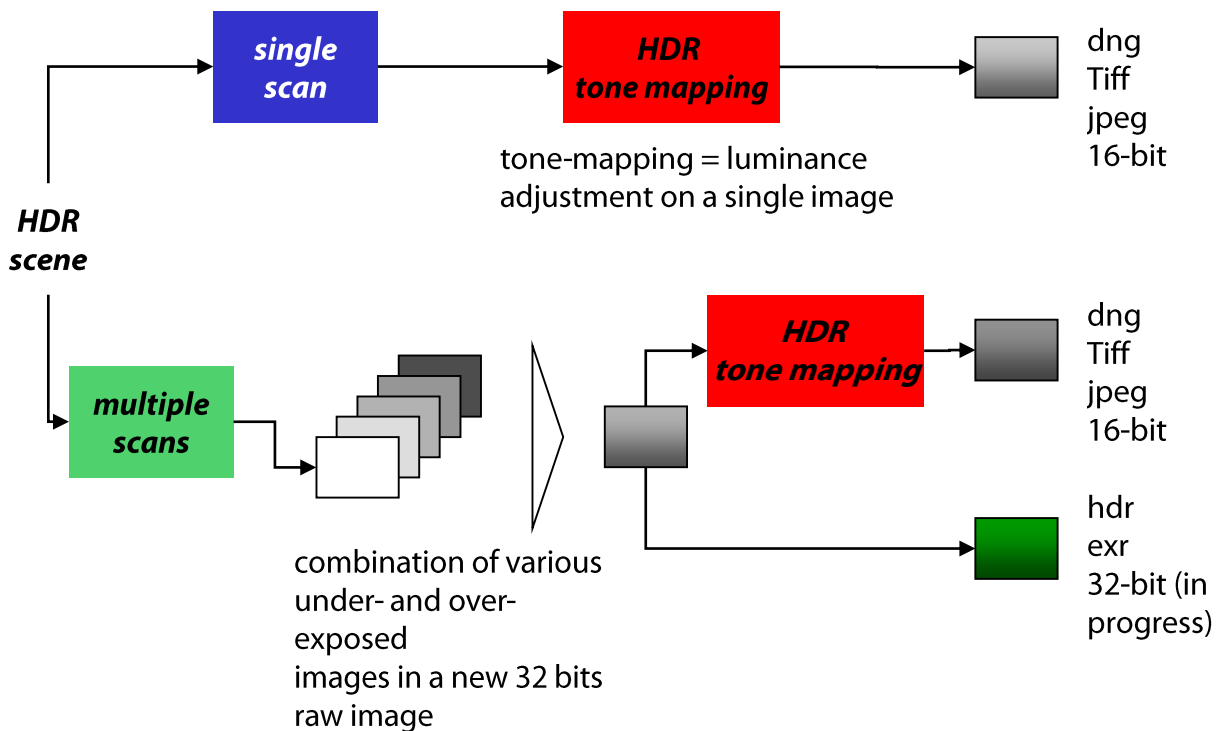 single
scan
HDR
tone mapping
dng
Tiff
jpeg
16-bit
tone-mapping = luminance
adjustment on a single image
HDR
scene
HDR
tone mapping
dng
Tiff
jpeg
16-bit
multiple
scans
hdr
exr
32-bit (in
progress)
combination of various
under- and over-
exposed
images in a new 32 bits
raw image